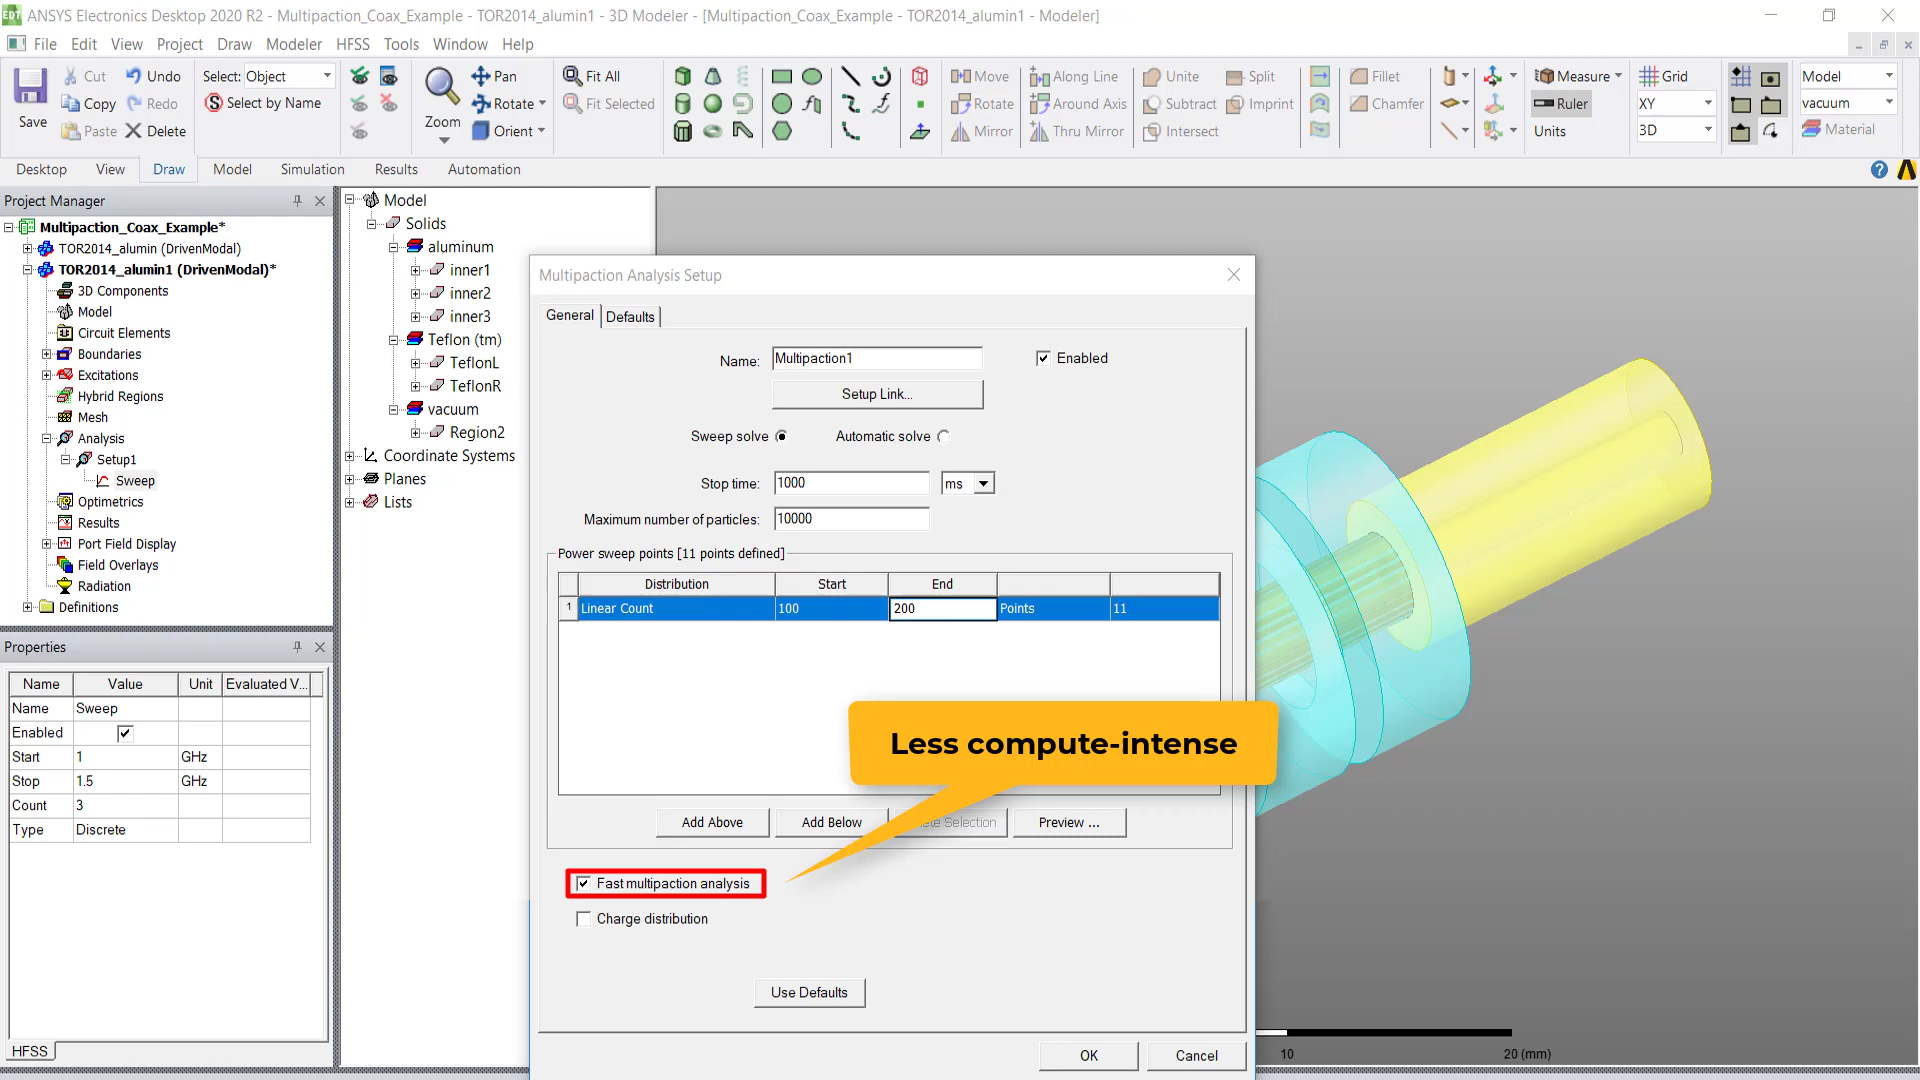 ANSYS Electronics Desktop 2020 R2 - Multipaction_Coax_Example - TOR2014_alumin1 - 3D Modeler - [Multipaction_Coax_Example - TOR2014_alumin1 - Modeler]
File Edit View Project Draw Modeler HFSS Tools Window Help
Save
Cut
Copy
Paste
Undo
Redo
Delete
Select: Object
Select by Name
Zoom
Pan
Rotate
Orient
Fit All
Fit Selected
Move
Rotate
Mirror
Along Line
Around Axis
Thru Mirror
Unite
Subtract
Intersect
Split
Imprint
Fillet
Chamfer
Measure
Ruler
Units
Grid
XY
3D
Model
vacuum
Material
Desktop View Draw Model Simulation Results Automation
Project Manager
Multipaction_Coax_Example*
TOR2014_alumin (DrivenModal)
TOR2014_alumin1 (DrivenModal)*
3D Components
Model
Circuit Elements
Boundaries
Excitations
Hybrid Regions
Mesh
Analysis
Setup1
Sweep
Optimetrics
Results
Port Field Display
Field Overlays
Radiation
Definitions
Properties
Name Value Unit Evaluated V...
Name Sweep
Enabled
Start 1 GHz
Stop 1.5 GHz
Count 3
Type Discrete
HFSS
Model
Solids
aluminum
inner1
inner2
inner3
Teflon (tm)
TeflonL
TeflonR
vacuum
Region2
Coordinate Systems
Planes
Lists
Multipaction Analysis Setup
General Defaults
Name: Multipaction1
Enabled
Setup Link...
Sweep solve Automatic solve
Stop time: 1000 ms
Maximum number of particles: 10000
Power sweep points [11 points defined]
Distribution Start End
1 Linear Count 100 200 Points 11
Less compute-intense
Add Above Add Below Selection Preview ...
Fast multipaction analysis
Charge distribution
Use Defaults
OK Cancel
10 20 (mm)